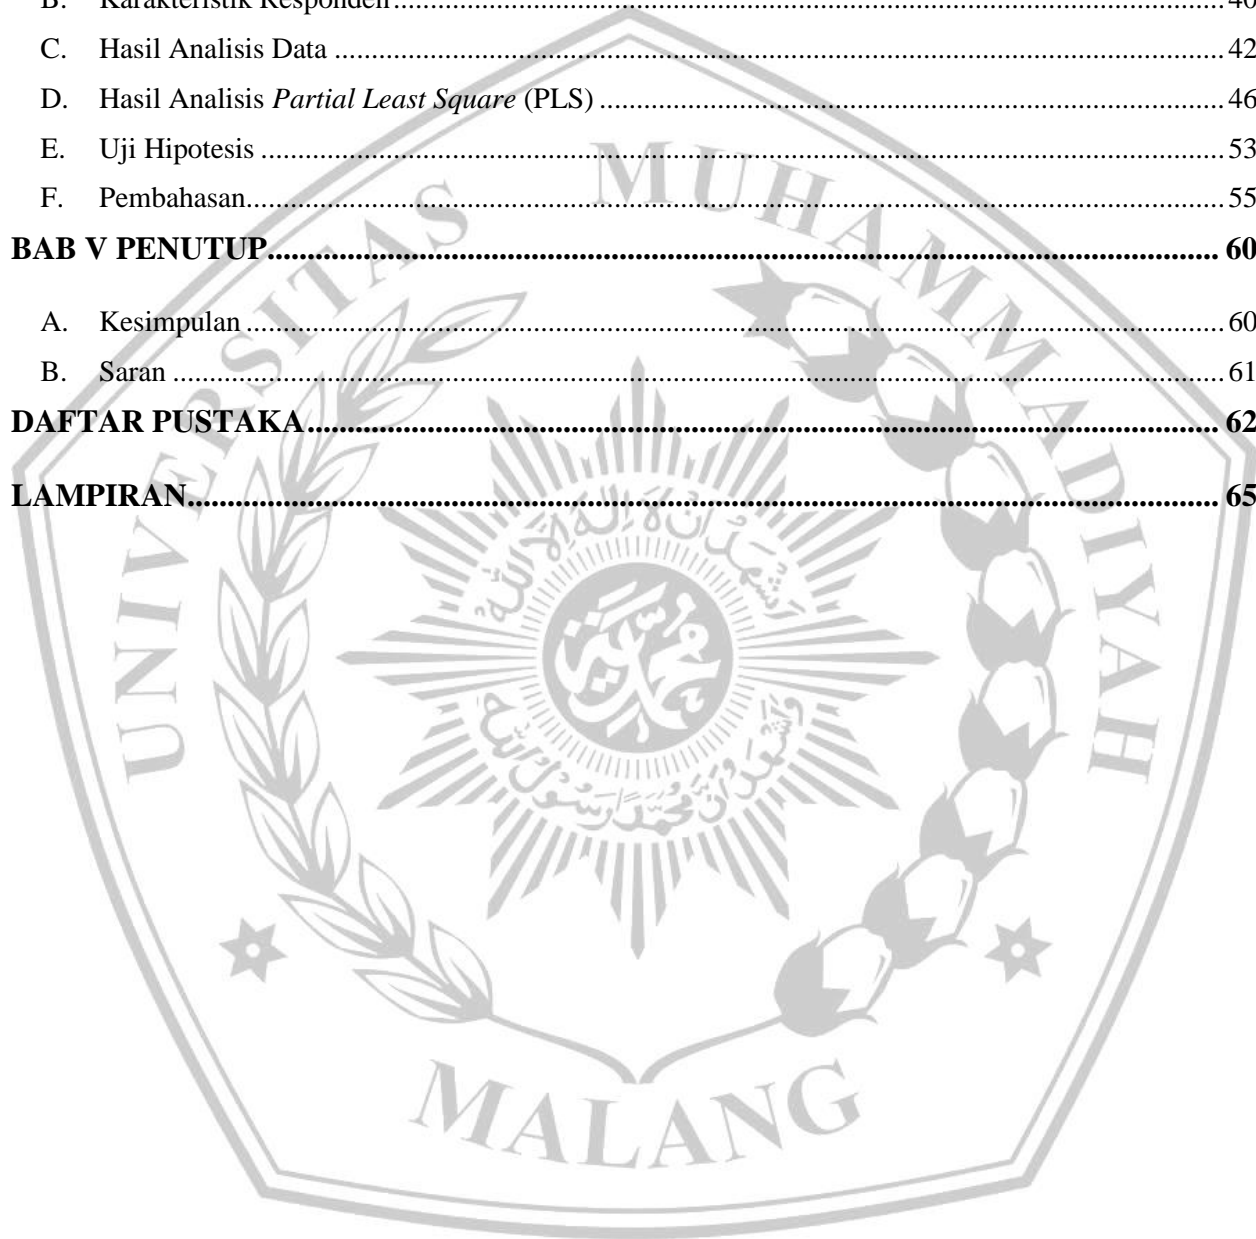 B. Karakteristik Responden........40
C. Hasil Analisis Data........42
D. Hasil Analisis Partial Least Square (PLS)........46
E. Uji Hipotesis........53
F. Pembahasan........55
BAB V PENUTUP........60
A. Kesimpulan........60
B. Saran........61
DAFTAR PUSTAKA........62
LAMPIRAN........65
UNIVERSITAS MUHAMMADIYAH
MALANG